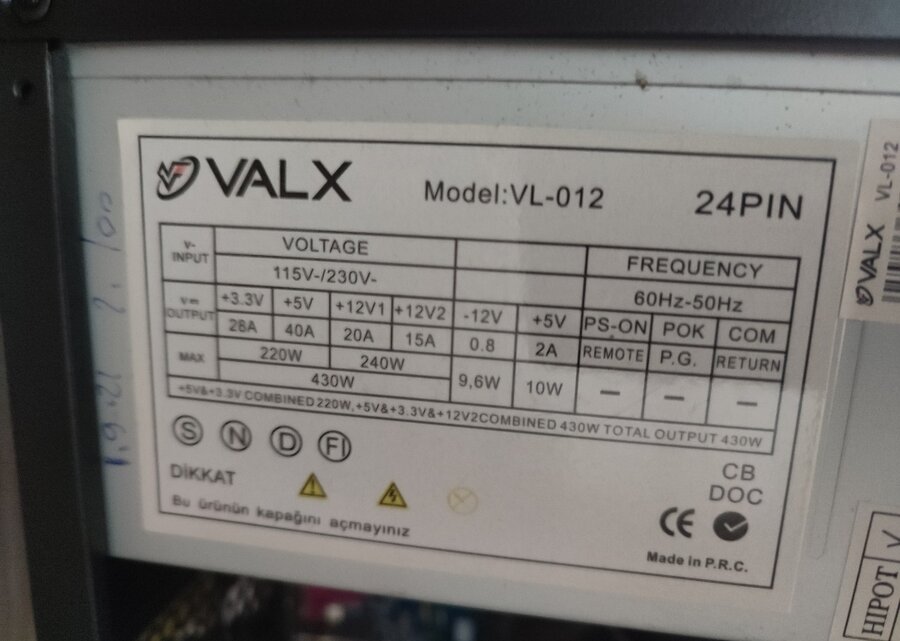 VALX Model:VL-012 24PIN
V~INPUT VOLTAGE FREQUENCY
115V-/230V- 60Hz-50Hz
V═ OUTPUT +3.3V +5V +12V1 +12V2 -12V +5V PS-ON POK COM
28A 40A 20A 15A 0.8 2A REMOTE P.G. RETURN
MAX 220W 240W 9,6W 10W — — —
430W
+5V&+3.3V COMBINED 220W,+5V&+3.3V&+12V2COMBINED 430W TOTAL OUTPUT 430W
S N D FI
DİKKAT
Bu ürünün kapağını açmayınız
CB
DOC
CE
Made in P.R.C.
VALX VL-012
HIPOT V